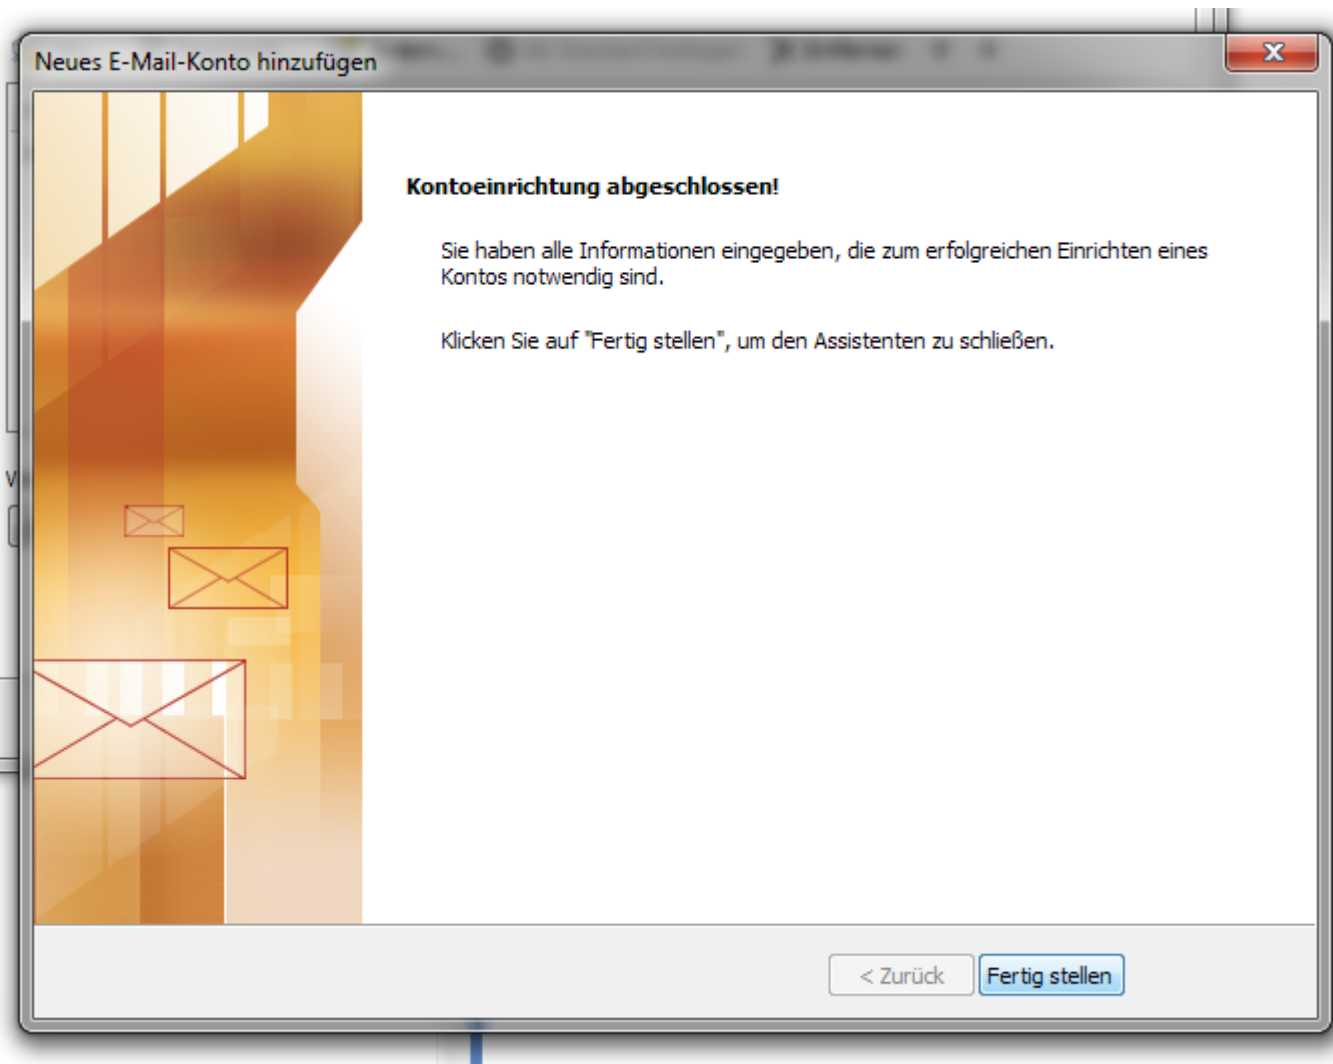 Neues E-Mail-Konto hinzufügen
Kontoeinrichtung abgeschlossen!
Sie haben alle Informationen eingegeben, die zum erfolgreichen Einrichten eines
Kontos notwendig sind.
Klicken Sie auf "Fertig stellen", um den Assistenten zu schließen.
< Zurück
Fertig stellen